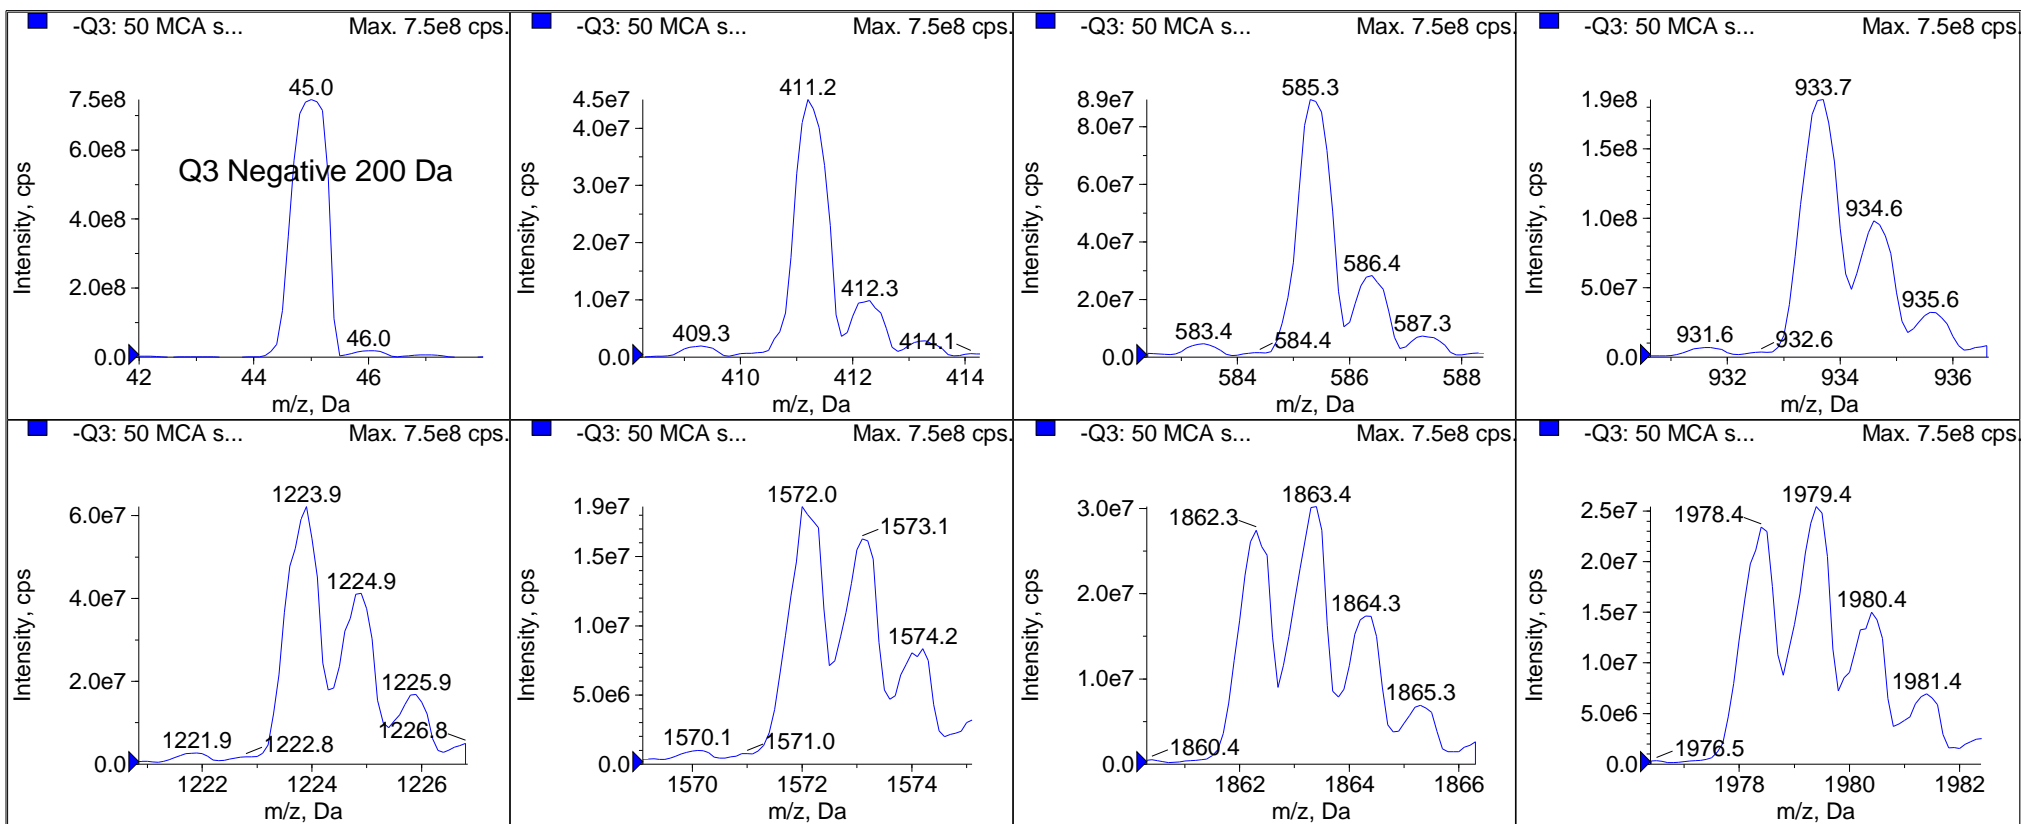 -Q3: 50 MCA s... Max. 7.5e8 cps.
45.0
7.5e8
6.0e8
Q3 Negative 200 Da
4.0e8
2.0e8
46.0
0.0
42 44 46
m/z, Da
Intensity, cps
-Q3: 50 MCA s... Max. 7.5e8 cps.
411.2
4.5e7
4.0e7
3.0e7
2.0e7
1.0e7
412.3
409.3
414.1
0.0
410 412 414
m/z, Da
Intensity, cps
-Q3: 50 MCA s... Max. 7.5e8 cps.
585.3
8.9e7
8.0e7
6.0e7
4.0e7
586.4
2.0e7
583.4
584.4
587.3
0.0
584 586 588
m/z, Da
Intensity, cps
-Q3: 50 MCA s... Max. 7.5e8 cps.
933.7
1.9e8
1.5e8
934.6
1.0e8
5.0e7
935.6
931.6
932.6
0.0
932 934 936
m/z, Da
Intensity, cps
-Q3: 50 MCA s... Max. 7.5e8 cps.
1223.9
6.0e7
4.0e7
1224.9
2.0e7
1225.9
1226.8
1221.9
1222.8
0.0
1222 1224 1226
m/z, Da
Intensity, cps
-Q3: 50 MCA s... Max. 7.5e8 cps.
1572.0
1.9e7
1573.1
1.5e7
1.0e7
1574.2
5.0e6
1570.1
1571.0
0.0
1570 1572 1574
m/z, Da
Intensity, cps
-Q3: 50 MCA s... Max. 7.5e8 cps.
1863.4
3.0e7
1862.3
2.0e7
1864.3
1.0e7
1865.3
1860.4
0.0
1862 1864 1866
m/z, Da
Intensity, cps
-Q3: 50 MCA s... Max. 7.5e8 cps.
1979.4
2.5e7
1978.4
2.0e7
1.5e7
1980.4
1.0e7
1981.4
5.0e6
1976.5
0.0
1978 1980 1982
m/z, Da
Intensity, cps